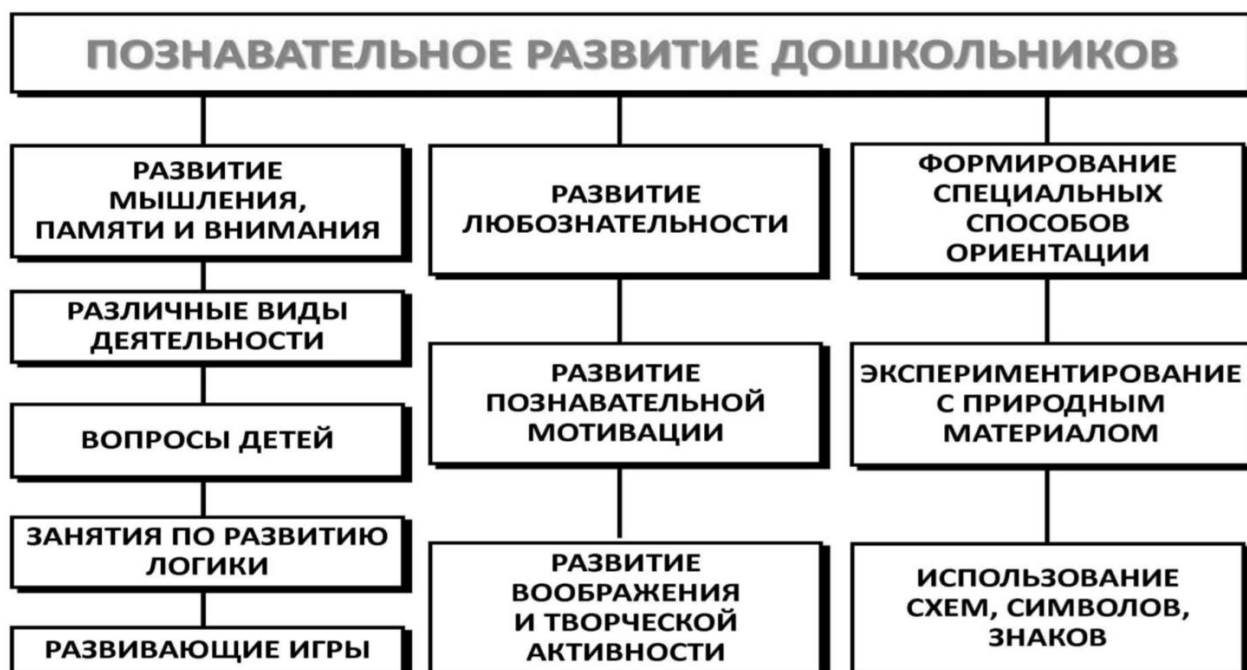 ПОЗНАВАТЕЛЬНОЕ РАЗВИТИЕ ДОШКОЛЬНИКОВ
РАЗВИТИЕ
МЫШЛЕНИЯ,
ПАМЯТИ И ВНИМАНИЯ
РАЗЛИЧНЫЕ ВИДЫ
ДЕЯТЕЛЬНОСТИ
ВОПРОСЫ ДЕТЕЙ
ЗАНЯТИЯ ПО РАЗВИТИЮ
ЛОГИКИ
РАЗВИВАЮЩИЕ ИГРЫ
РАЗВИТИЕ
ЛЮБОЗНАТЕЛЬНОСТИ
РАЗВИТИЕ
ПОЗНАВАТЕЛЬНОЙ
МОТИВАЦИИ
РАЗВИТИЕ
ВООБРАЖЕНИЯ
И ТВОРЧЕСКОЙ
АКТИВНОСТИ
ФОРМИРОВАНИЕ
СПЕЦИАЛЬНЫХ
СПОСОБОВ
ОРИЕНТАЦИИ
ЭКСПЕРИМЕНТИРОВАНИЕ
С ПРИРОДНЫМ
МАТЕРИАЛОМ
ИСПОЛЬЗОВАНИЕ
СХЕМ, СИМВОЛОВ,
ЗНАКОВ